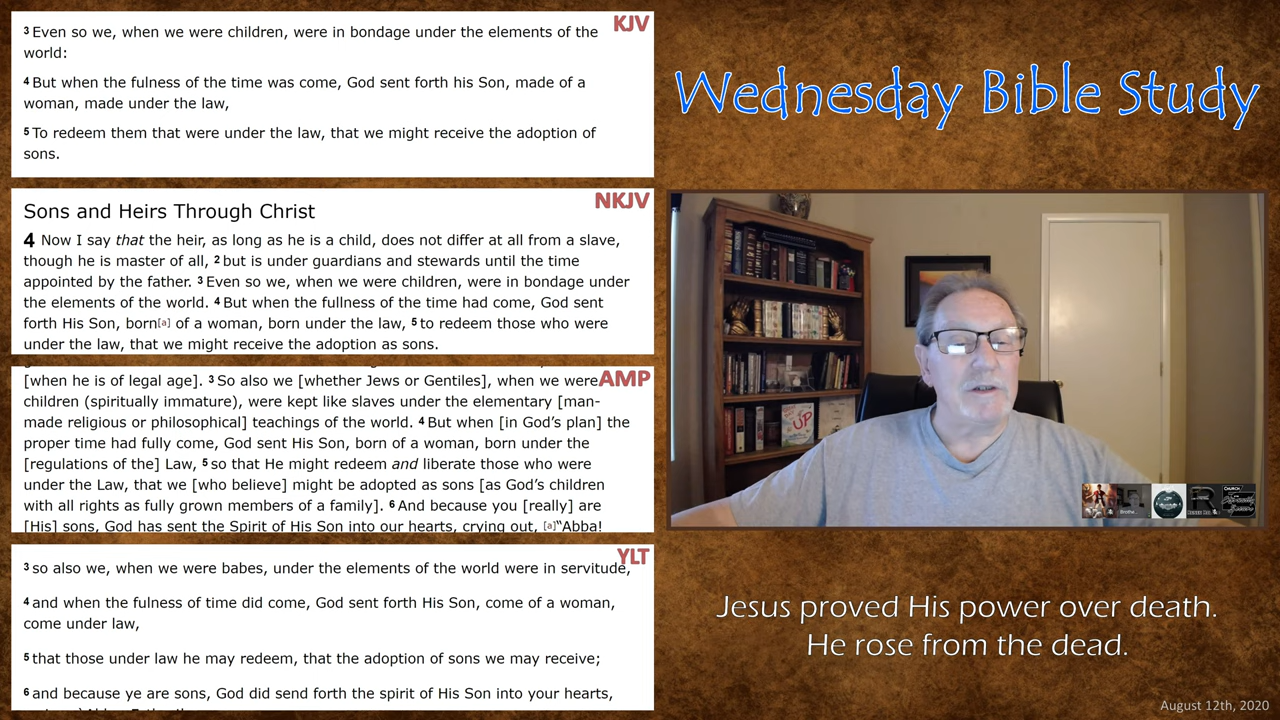 KJV
3 Even so we, when we were children, were in bondage under the elements of the
world:
4 But when the fulness of the time was come, God sent forth his Son, made of a
woman, made under the law,
5 To redeem them that were under the law, that we might receive the adoption of
sons.
NKJV
Sons and Heirs Through Christ
4 Now I say that the heir, as long as he is a child, does not differ at all from a slave,
though he is master of all, 2 but is under guardians and stewards until the time
appointed by the father. 3 Even so we, when we were children, were in bondage under
the elements of the world. 4 But when the fullness of the time had come, God sent
forth His Son, born[a] of a woman, born under the law, 5 to redeem those who were
under the law, that we might receive the adoption as sons.
AMP
[when he is of legal age]. 3 So also we [whether Jews or Gentiles], when we were
children (spiritually immature), were kept like slaves under the elementary [man-
made religious or philosophical] teachings of the world. 4 But when [in God's plan] the
proper time had fully come, God sent His Son, born of a woman, born under the
[regulations of the] Law, 5 so that He might redeem and liberate those who were
under the Law, that we [who believe] might be adopted as sons [as God's children
with all rights as fully grown members of a family]. 6 And because you [really] are
[His] sons, God has sent the Spirit of His Son into our hearts, crying out, [a]"Abba!
YLT
3 so also we, when we were babes, under the elements of the world were in servitude,
4 and when the fulness of time did come, God sent forth His Son, come of a woman,
come under law,
5 that those under law he may redeem, that the adoption of sons we may receive;
6 and because ye are sons, God did send forth the spirit of His Son into your hearts,
Wednesday Bible Study
UP
Brothe...
CHURCH
Jesus proved His power over death.
He rose from the dead.
August 12th, 2020